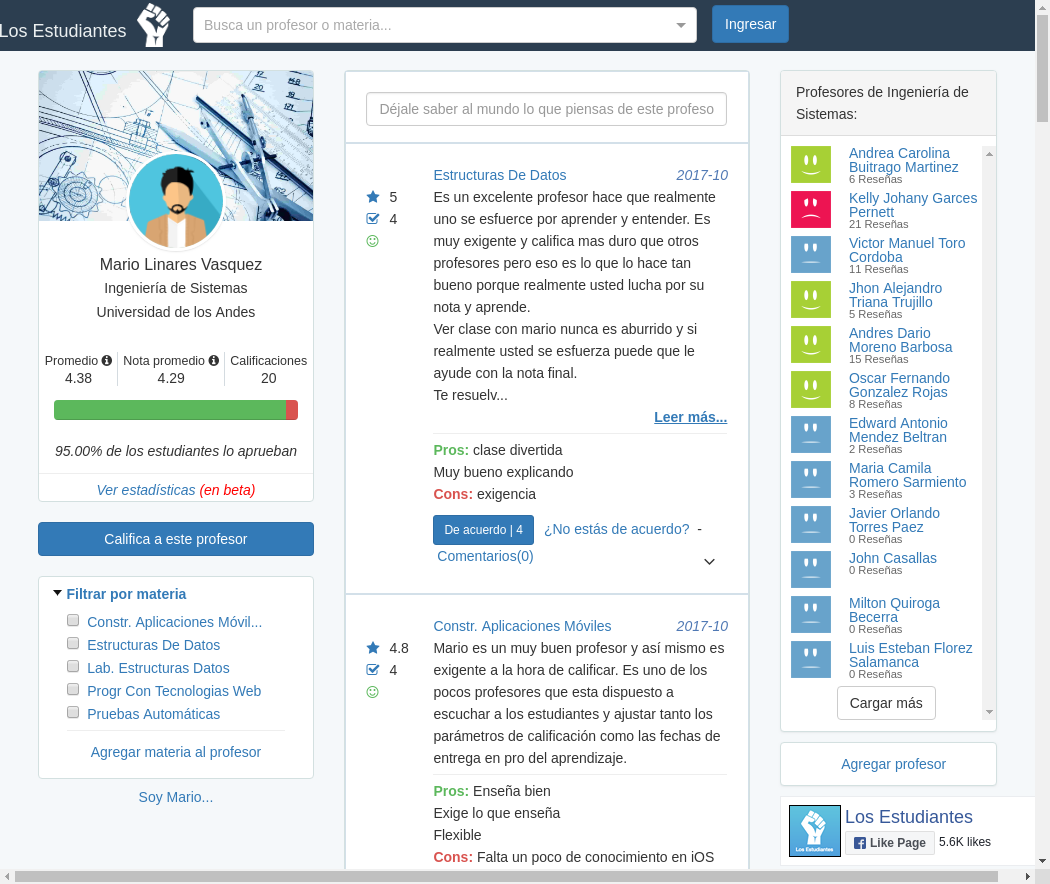 Los Estudiantes
Busca un profesor o materia...
Ingresar
Mario Linares Vasquez
Ingeniería de Sistemas
Universidad de los Andes
Promedio
4.38
Nota promedio
4.29
Calificaciones
20
95.00% de los estudiantes lo aprueban
Ver estadísticas (en beta)
Califica a este profesor
Filtrar por materia
Constr. Aplicaciones Móvil...
Estructuras De Datos
Lab. Estructuras Datos
Progr Con Tecnologias Web
Pruebas Automáticas
Agregar materia al profesor
Soy Mario...
Déjale saber al mundo lo que piensas de este profeso
Estructuras De Datos 2017-10
5
4
Es un excelente profesor hace que realmente
uno se esfuerce por aprender y entender. Es
muy exigente y califica mas duro que otros
profesores pero eso es lo que lo hace tan
bueno porque realmente usted lucha por su
nota y aprende.
Ver clase con mario nunca es aburrido y si
realmente usted se esfuerza puede que le
ayude con la nota final.
Te resuelv...
Leer más...
Pros: clase divertida
Muy bueno explicando
Cons: exigencia
De acuerdo | 4 ¿No estás de acuerdo? -
Comentarios(0)
Constr. Aplicaciones Móviles 2017-10
4.8
4
Mario es un muy buen profesor y así mismo es
exigente a la hora de calificar. Es uno de los
pocos profesores que esta dispuesto a
escuchar a los estudiantes y ajustar tanto los
parámetros de calificación como las fechas de
entrega en pro del aprendizaje.
Pros: Enseña bien
Exige lo que enseña
Flexible
Cons: Falta un poco de conocimiento en iOS
Profesores de Ingeniería de
Sistemas:
Andrea Carolina
Buitrago Martinez
6 Reseñas
Kelly Johany Garces
Pernett
21 Reseñas
Victor Manuel Toro
Cordoba
11 Reseñas
Jhon Alejandro
Triana Trujillo
5 Reseñas
Andres Dario
Moreno Barbosa
15 Reseñas
Oscar Fernando
Gonzalez Rojas
8 Reseñas
Edward Antonio
Mendez Beltran
2 Reseñas
Maria Camila
Romero Sarmiento
3 Reseñas
Javier Orlando
Torres Paez
0 Reseñas
John Casallas
0 Reseñas
Milton Quiroga
Becerra
0 Reseñas
Luis Esteban Florez
Salamanca
0 Reseñas
Cargar más
Agregar profesor
Los Estudiantes
Los Estudiantes
Like Page 5.6K likes